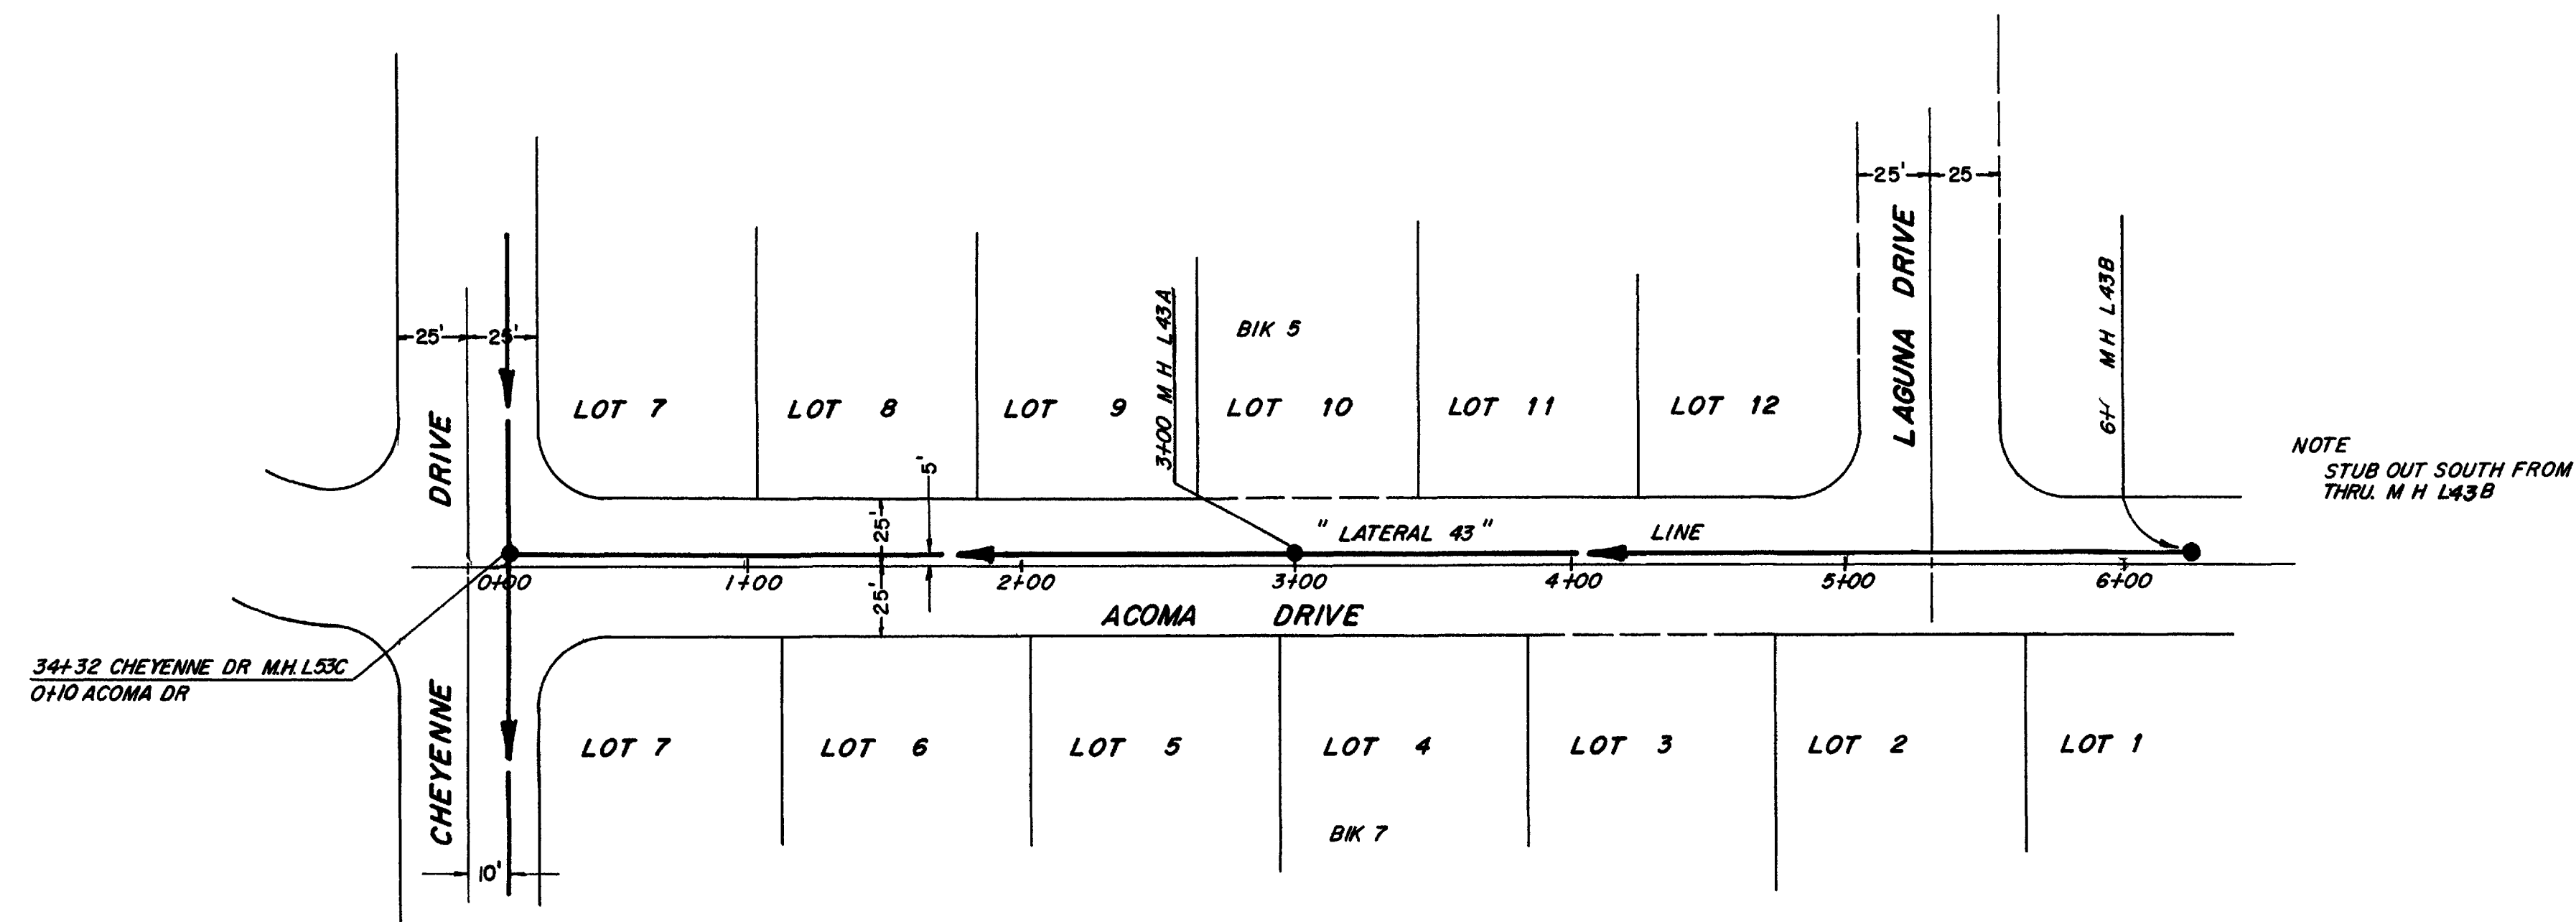 25' 25
LAGUNA DRIVE
25' 25'
BIK 5
3+00 M H L43A
M H L43B
LOT 7 LOT 8 LOT 9 LOT 10 LOT 11 LOT 12
NOTE
STUB OUT SOUTH FROM
THRU. M H L43B
5'
25'
" LATERAL 43 " LINE
0+00 1+00 2+00 3+00 4+00 5+00 6+00
25'
ACOMA DRIVE
34+32 CHEYENNE DR M.H. L53C
0+10 ACOMA DR
CHEYENNE DRIVE
LOT 7 LOT 6 LOT 5 LOT 4 LOT 3 LOT 2 LOT 1
BIK 7
10'